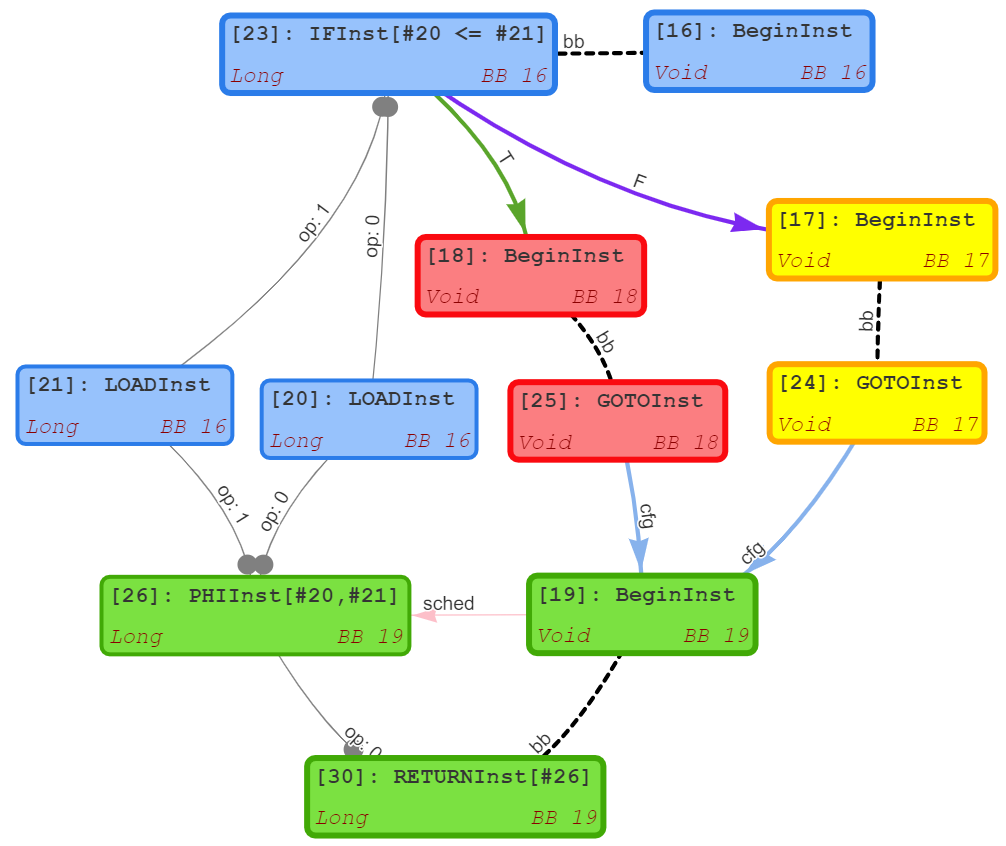 [23]: IFInst[#20 <= #21]
Long BB 16
bb
[16]: BeginInst
Void BB 16
T
F
op: 1
op: 0
[17]: BeginInst
Void BB 17
[18]: BeginInst
Void BB 18
bb
bb
[21]: LOADInst
Long BB 16
[20]: LOADInst
Long BB 16
[25]: GOTOInst
Void BB 18
[24]: GOTOInst
Void BB 17
op: 1
op: 0
cfg
cfg
[26]: PHIInst[#20,#21]
Long BB 19
sched
[19]: BeginInst
Void BB 19
op: 0
bb
[30]: RETURNInst[#26]
Long BB 19